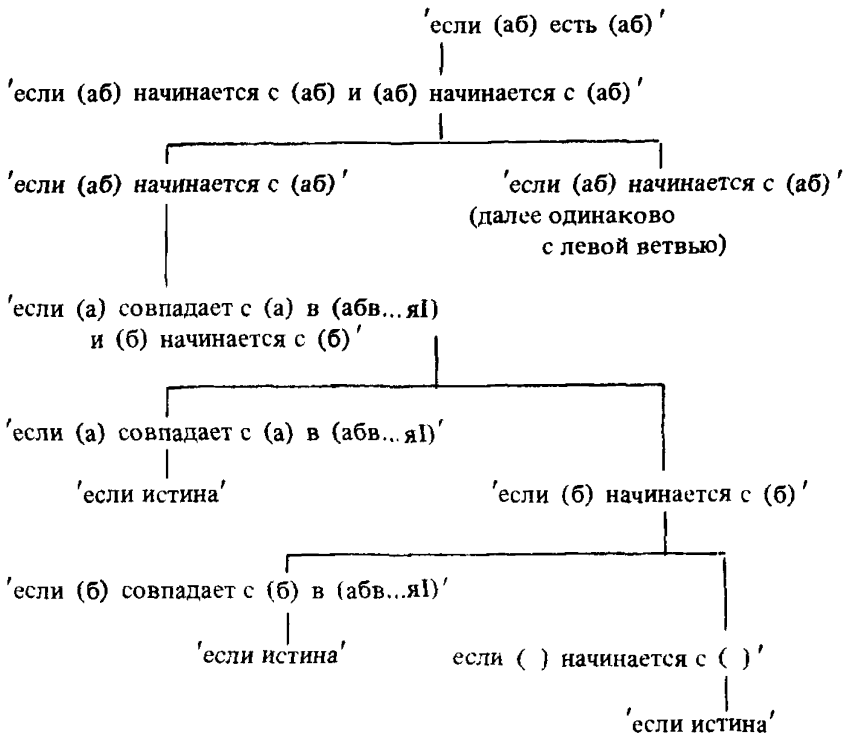 'если (аб) есть (аб)'
'если (аб) начинается с (аб) и (аб) начинается с (аб)'
'если (аб) начинается с (аб)' 'если (аб) начинается с (аб)'
(далее одинаково
с левой ветвью)
'если (а) совпадает с (а) в (абв...яI)
и (б) начинается с (б)'
'если (а) совпадает с (а) в (абв...яI)'
'если истина' 'если (б) начинается с (б)'
'если (б) совпадает с (б) в (абв...яI)'
'если истина' если ( ) начинается с ( )'
'если истина'